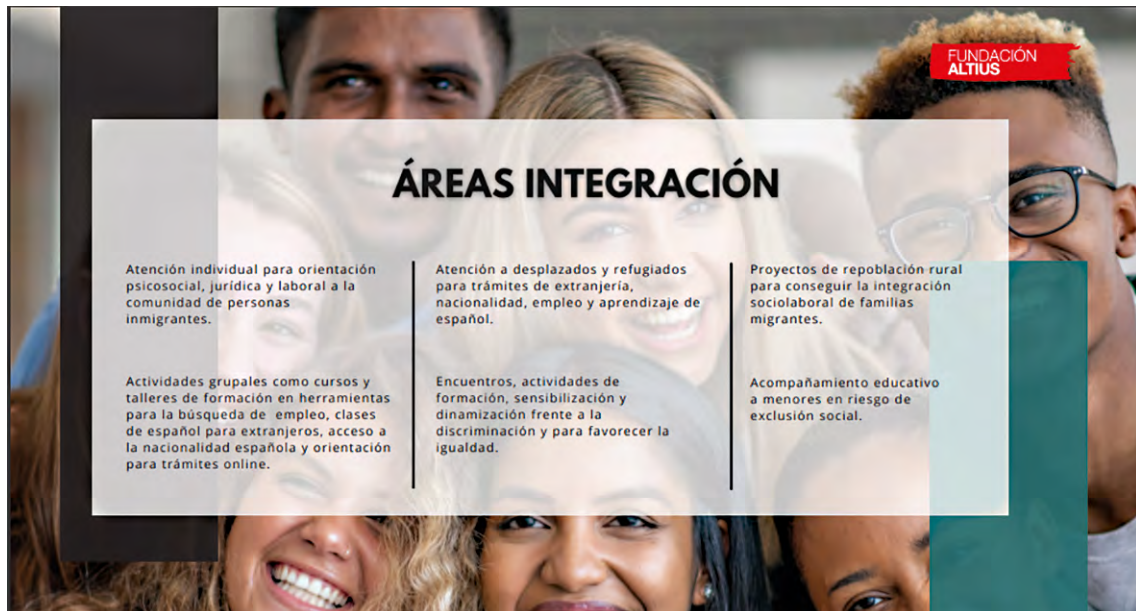 FUNDACIÓN
ALTIUS
ÁREAS INTEGRACIÓN
Atención individual para orientación
psicosocial, jurídica y laboral a la
comunidad de personas
inmigrantes.
Actividades grupales como cursos y
talleres de formación en herramientas
para la búsqueda de empleo, clases
de español para extranjeros, acceso a
la nacionalidad española y orientación
para trámites online.
Atención a desplazados y refugiados
para trámites de extranjería,
nacionalidad, empleo y aprendizaje de
español.
Encuentros, actividades de
formación, sensibilización y
dinamización frente a la
discriminación y para favorecer la
igualdad.
Proyectos de repoblación rural
para conseguir la integración
sociolaboral de familias
migrantes.
Acompañamiento educativo
a menores en riesgo de
exclusión social.